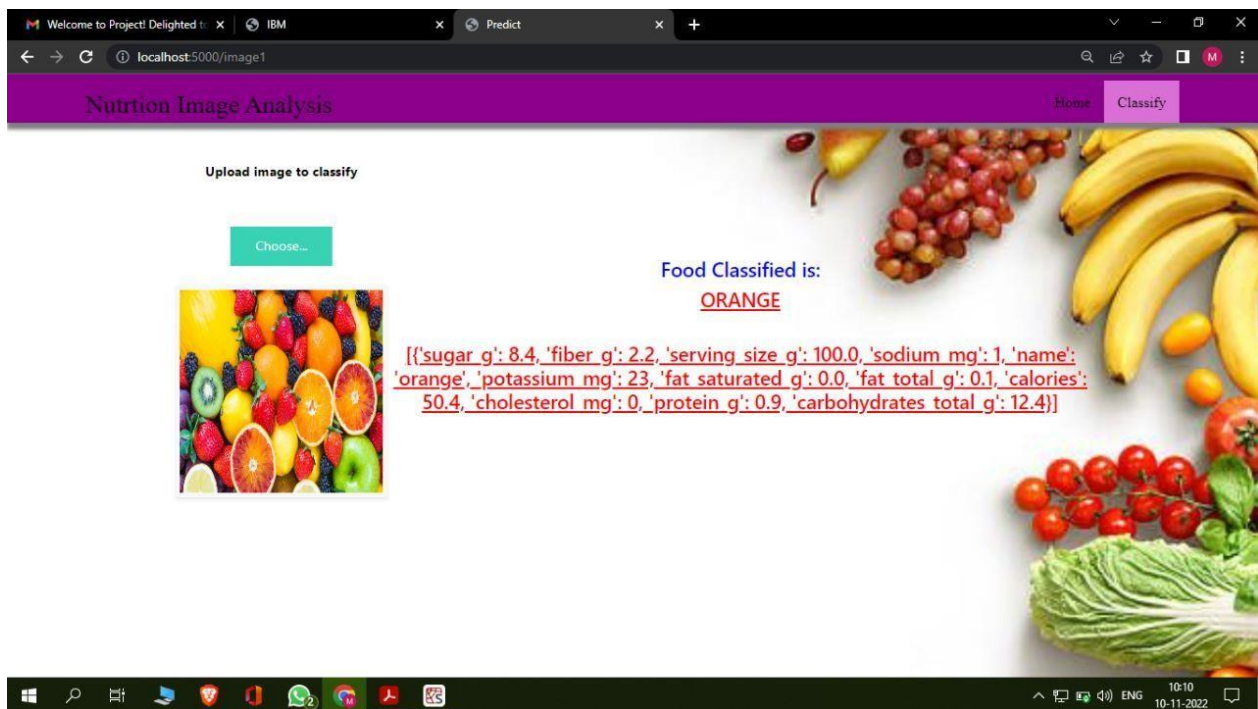 Welcome to Project! Delighted to
IBM
Predict
localhost:5000/image1
M
Nutrtion Image Analysis
Home
Classify
Upload image to classify
Choose...
Food Classified is:
ORANGE
[{'sugar_g': 8.4, 'fiber_g': 2.2, 'serving_size_g': 100.0, 'sodium_mg': 1, 'name':
'orange', 'potassium_mg': 23, 'fat_saturated_g': 0.0, 'fat_total_g': 0.1, 'calories':
50.4, 'cholesterol_mg': 0, 'protein_g': 0.9, 'carbohydrates_total_g': 12.4}]
2
ENG
10:10
10-11-2022